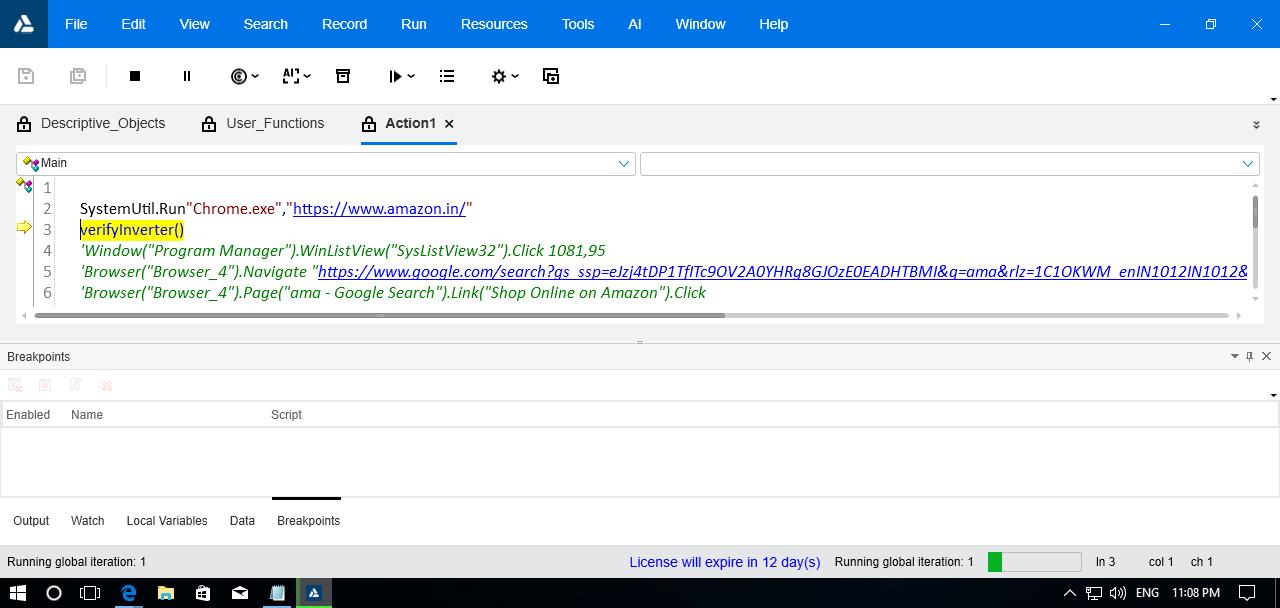 File Edit View Search Record Run Resources Tools AI Window Help
AI
Descriptive_Objects User_Functions Action1
Main
1
2 SystemUtil.Run"Chrome.exe","https://www.amazon.in/"
3 verifyInverter()
4 'Window("Program Manager").WinListView("SysListView32").Click 1081,95
5 'Browser("Browser_4").Navigate "https://www.google.com/search?gs_ssp=eJzj4tDP1TfITc9OV2A0YHRg8GJOzE0EADHTBMI&q=ama&rlz=1C1OKWM_enIN1012IN1012&
6 'Browser("Browser_4").Page("ama - Google Search").Link("Shop Online on Amazon").Click
Breakpoints
Enabled Name Script
Output Watch Local Variables Data Breakpoints
Running global iteration: 1 License will expire in 12 day(s) Running global iteration: 1 ln 3 col 1 ch 1
ENG 11:08 PM